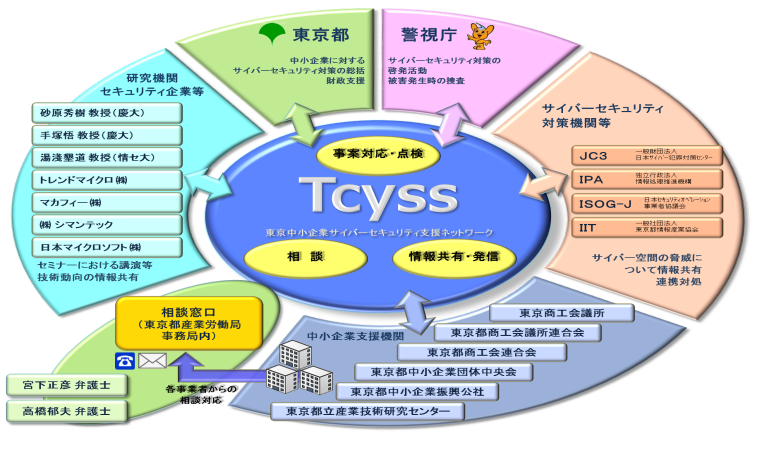 東京都
中小企業に対する
サイバーセキュリティ対策の総括
財政支援
警視庁
サイバーセキュリティ対策の
啓発活動
被害発生時の捜査
研究機関
セキュリティ企業等
砂原秀樹 教授(慶大)
手塚悟 教授(慶大)
湯淺墾道 教授(情セ大)
トレンドマイクロ㈱
マカフィー㈱
㈱シマンテック
日本マイクロソフト㈱
セミナーにおける講演等
技術動向の情報共有
サイバーセキュリティ
対策機関等
JC3 一般財団法人
日本サイバー犯罪対策センター
IPA 独立行政法人
情報処理推進機構
ISOG-J 日本セキュリティオペレーション
事業者協議会
IIT 一般社団法人
東京都情報産業協会
サイバー空間の脅威に
ついて情報共有
連携対処
事案対応・点検
Tcyss
東京中小企業サイバーセキュリティ支援ネットワーク
相 談
情報共有・発信
相談窓口
(東京都産業労働局
事務局内)
宮下正彦 弁護士
高橋郁夫 弁護士
各事業者からの
相談対応
中小企業支援機関
東京商工会議所
東京都商工会議所連合会
東京都商工会連合会
東京都中小企業団体中央会
東京都中小企業振興公社
東京都立産業技術研究センター